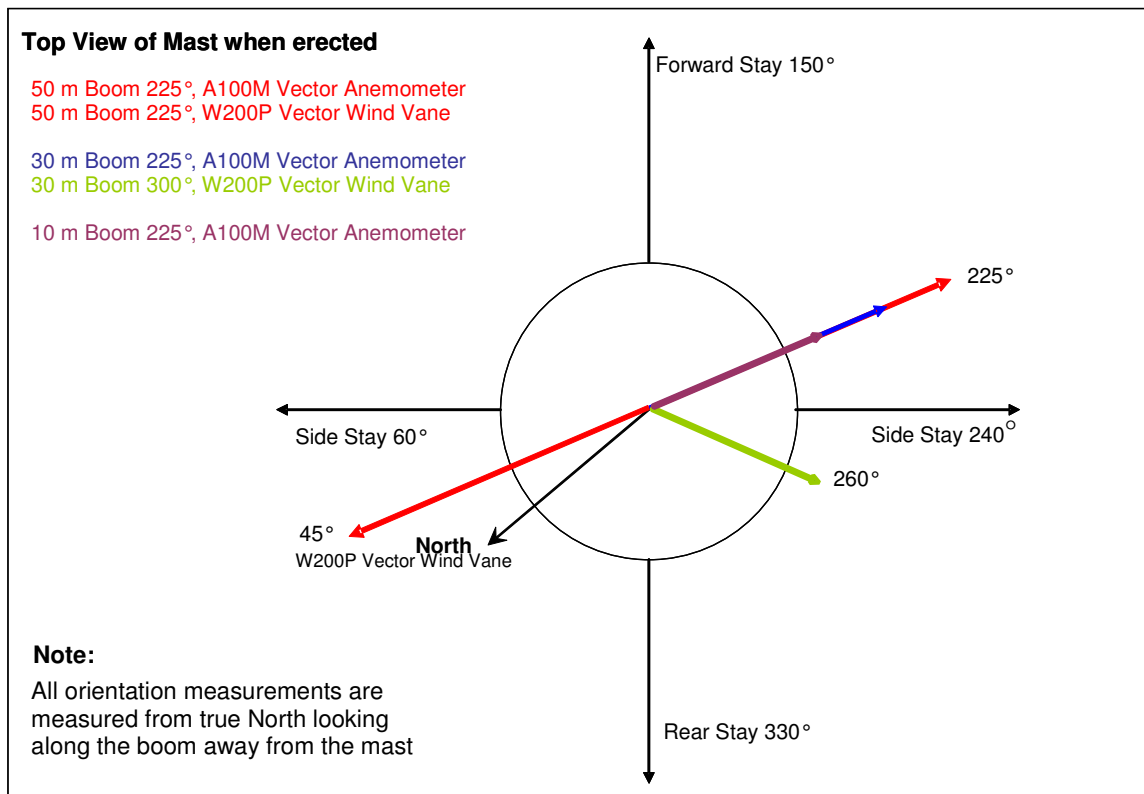 Top View of Mast when erected
50 m Boom 225°, A100M Vector Anemometer
50 m Boom 225°, W200P Vector Wind Vane
30 m Boom 225°, A100M Vector Anemometer
30 m Boom 300°, W200P Vector Wind Vane
10 m Boom 225°, A100M Vector Anemometer
Forward Stay 150°
225°
Side Stay 60°
Side Stay 240°
260°
45°
North
W200P Vector Wind Vane
Note:
All orientation measurements are
measured from true North looking
along the boom away from the mast
Rear Stay 330°